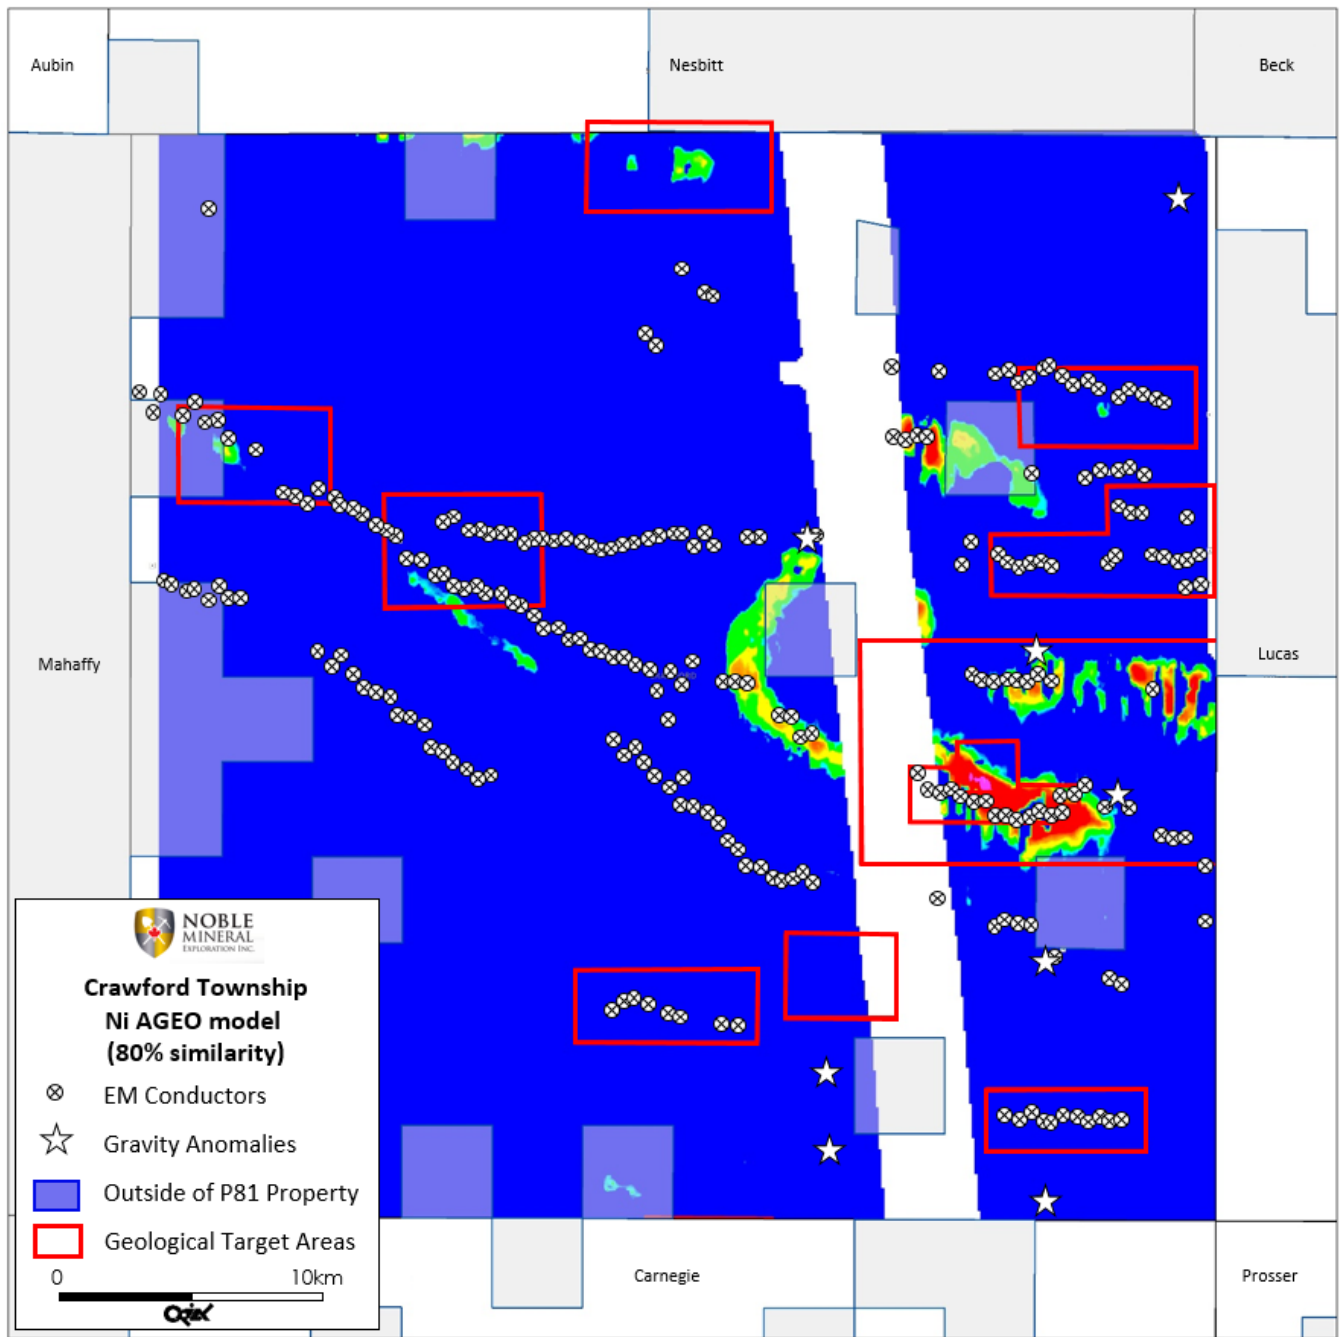 Aubin
Nesbitt
Beck
Mahaffy
Lucas
NOBLE
MINERAL
EXPLORATION INC.
Crawford Township
Ni AGEO model
(80% similarity)
EM Conductors
Gravity Anomalies
Outside of P81 Property
Geological Target Areas
0 10km
Carnegie
Prosser